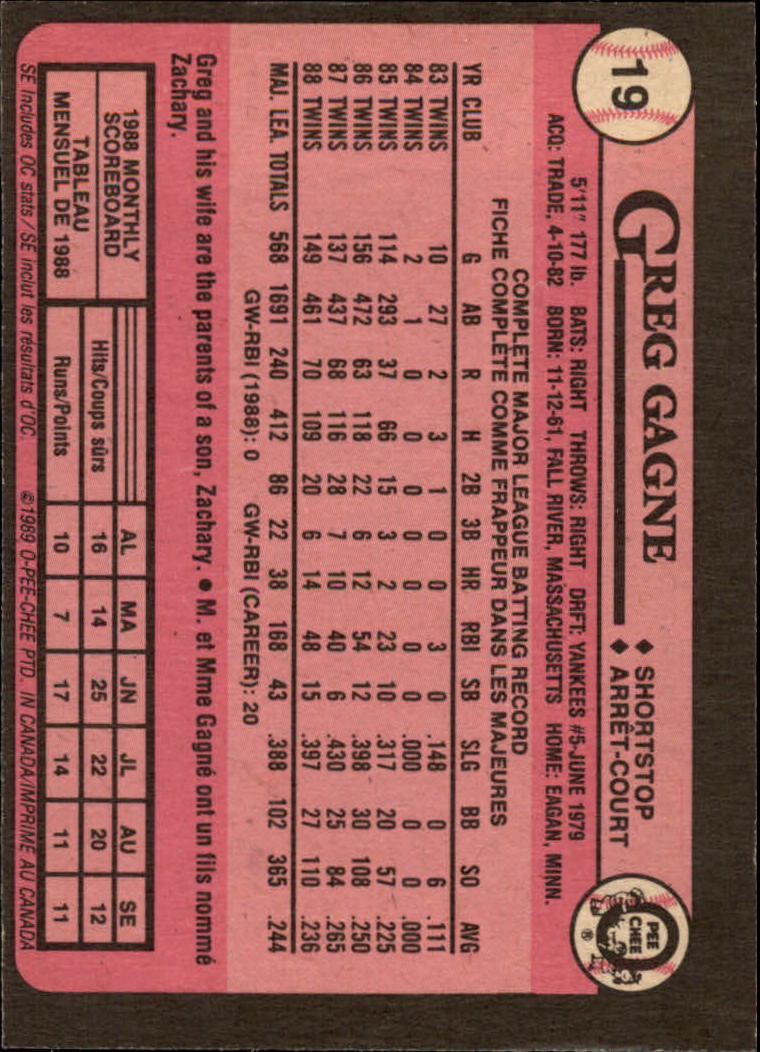 19
GREG GAGNE
◆ SHORTSTOP
◆ ARRÊT-COURT
O PEE CHEE ®
5'11" 177 lb. BATS: RIGHT THROWS: RIGHT DRFT: YANKEES #5-JUNE 1979
ACQ: TRADE, 4-10-82 BORN: 11-12-61, FALL RIVER, MASSACHUSETTS HOME: EAGAN, MINN.
COMPLETE MAJOR LEAGUE BATTING RECORD
FICHE COMPLETE COMME FRAPPEUR DANS LES MAJEURES
YR CLUB G AB R H 2B 3B HR RBI SB SLG BB SO AVG
83 TWINS 10 27 2 3 1 0 0 3 0 .148 0 6 .111
84 TWINS 2 1 0 0 0 0 0 0 0 .000 0 0 .000
85 TWINS 114 293 37 66 15 3 2 23 10 .317 20 57 .225
86 TWINS 156 472 63 118 22 6 12 54 12 .398 30 108 .250
87 TWINS 137 437 68 116 28 7 10 40 6 .430 25 84 .265
88 TWINS 149 461 70 109 20 6 14 48 15 .397 27 110 .236
MAJ. LEA. TOTALS 568 1691 240 412 86 22 38 168 43 .388 102 365 .244
GW-RBI (1988): 0 GW-RBI (CAREER): 20
Greg and his wife are the parents of a son, Zachary. ● M. et Mme Gagné ont un fils nommé
Zachary.
1988 MONTHLY
SCOREBOARD
TABLEAU
MENSUEL DE 1988
AL MA JN JL AU SE
Hits/Coups sûrs 16 14 25 22 20 12
Runs/Points 10 7 17 14 11 11
SE Includes OC stats/SE inclut les résultats d'OC. ©1989 O-PEE-CHEE PTD. IN CANADA/IMPRIMÉ AU CANADA